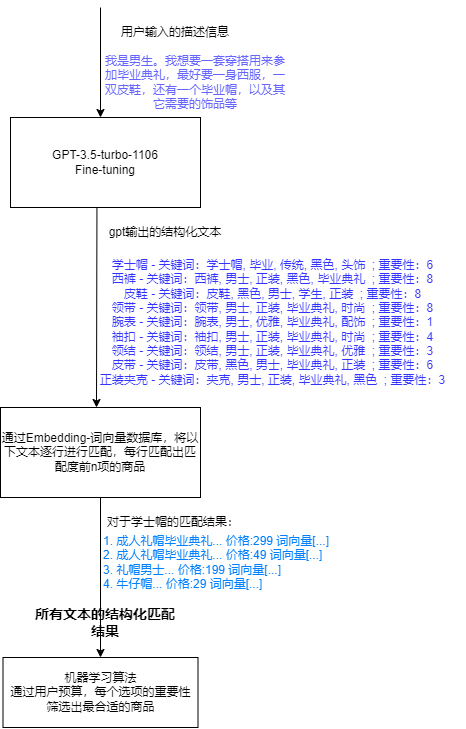 用户输入的描述信息
我是男生。我想要一套穿搭用来参
加毕业典礼，最好要一身西服，一
双皮鞋，还有一个毕业帽，以及其
它需要的饰品等
GPT-3.5-turbo-1106
Fine-tuning
gpt输出的结构化文本
学士帽 - 关键词：学士帽, 毕业, 传统, 黑色, 头饰 ; 重要性：6
西裤 - 关键词：西裤, 男士, 正装, 黑色, 毕业典礼 ; 重要性：8
皮鞋 - 关键词：皮鞋, 黑色, 男士, 学生, 正装 ; 重要性：8
领带 - 关键词：领带, 男士, 正装, 毕业典礼, 时尚 ; 重要性：8
腕表 - 关键词：腕表, 男士, 优雅, 毕业典礼, 配饰 ; 重要性：1
袖扣 - 关键词：袖扣, 男士, 正装, 毕业典礼, 时尚 ; 重要性：4
领结 - 关键词：领结, 男士, 正装, 毕业典礼, 优雅 ; 重要性：3
皮带 - 关键词：皮带, 黑色, 男士, 毕业典礼, 正装 ; 重要性：6
正装夹克 - 关键词：夹克, 男士, 正装, 毕业典礼, 黑色 ; 重要性：3
通过Embedding-词向量数据库，将以
下文本逐行进行匹配，每行匹配出匹
配度前n项的商品
对于学士帽的匹配结果：
1. 成人礼帽毕业典礼... 价格:299 词向量[...]
2. 成人礼帽毕业典礼... 价格:49 词向量[...]
3. 礼帽男士... 价格:199 词向量[...]
4. 牛仔帽... 价格:29 词向量[...]
所有文本的结构化匹配
结果
机器学习算法
通过用户预算，每个选项的重要性
筛选出最合适的商品